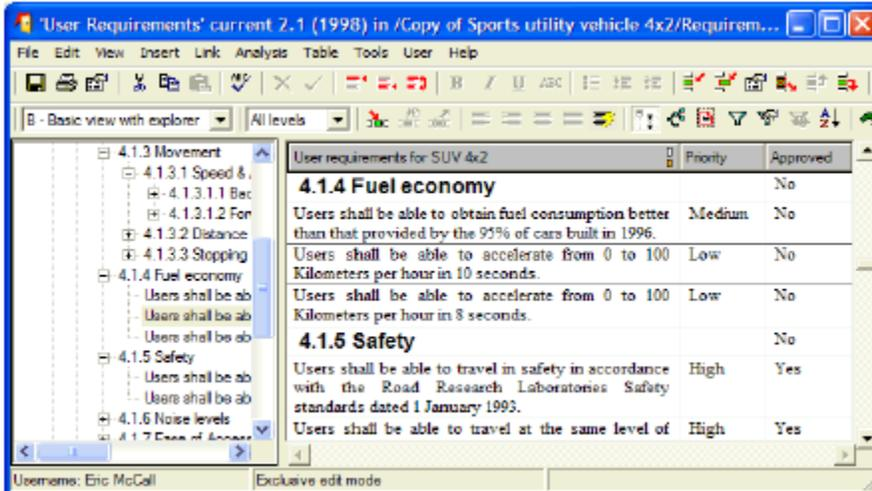 'User Requirements' current 2.1 (1998) in /Copy of Sports utility vehicle 4x2/Requirem...
File Edit View Insert Link Analysis Table Tools User Help
B I U ABC
B - Basic view with explorer All levels
4.1.3 Movement
4.1.3.1 Speed &
4.1.3.1.1 Bac
4.1.3.1.2 For
4.1.3.2 Distance
4.1.3.3 Stopping
4.1.4 Fuel economy
Users shall be ab
Users shall be ab
Users shall be ab
4.1.5 Safety
Users shall be ab
Users shall be ab
4.1.6 Noise levels
4.1.7 Ease of Access
User requirements for SUV 4x2 Priority Approved
4.1.4 Fuel economy No
Users shall be able to obtain fuel consumption better Medium No
than that provided by the 95% of cars built in 1996.
Users shall be able to accelerate from 0 to 100 Low No
Kilometers per hour in 10 seconds.
Users shall be able to accelerate from 0 to 100 Low No
Kilometers per hour in 8 seconds.
4.1.5 Safety No
Users shall be able to travel in safety in accordance High Yes
with the Road Research Laboratories Safety
standards dated 1 January 1993.
Users shall be able to travel at the same level of High Yes
Username: Eric McCall Exclusive edit mode